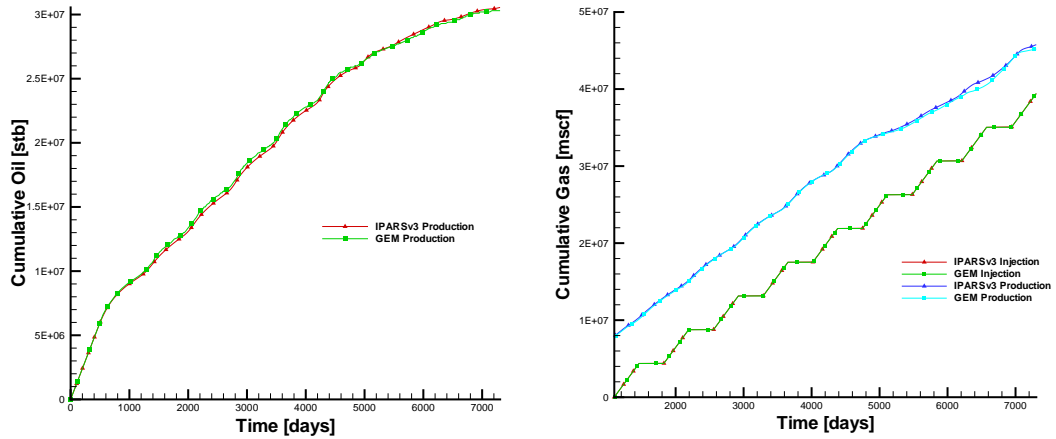 3E+07
2.5E+07
2E+07
1.5E+07
1E+07
5E+06
0
0 1000 2000 3000 4000 5000 6000 7000
Time [days]
Cumulative Oil [stb]
IPARSv3 Production
GEM Production
5E+07
4E+07
3E+07
2E+07
1E+07
0
2000 3000 4000 5000 6000 7000
Time [days]
Cumulative Gas [mscf]
IPARSv3 Injection
GEM Injection
IPARSv3 Production
GEM Production